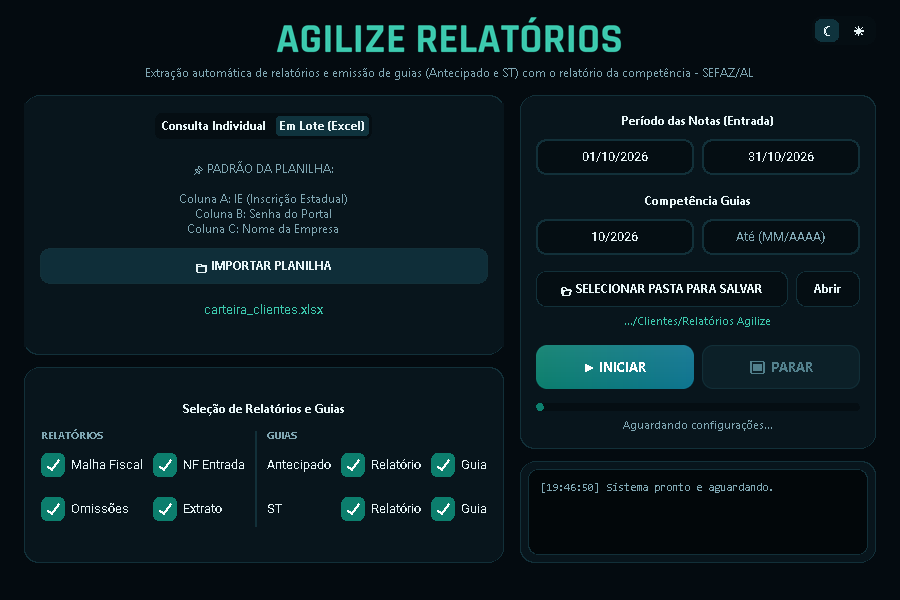 AGILIZE RELATÓRIOS
Extração automática de relatórios e emissão de guias (Antecipado e ST) com o relatório da competência - SEFAZ/AL
Consulta Individual
Em Lote (Excel)
PADRÃO DA PLANILHA:
Coluna A: IE (Inscrição Estadual)
Coluna B: Senha do Portal
Coluna C: Nome da Empresa
IMPORTAR PLANILHA
carteira_clientes.xlsx
Seleção de Relatórios e Guias
RELATÓRIOS
Malha Fiscal
NF Entrada
Omissões
Extrato
GUIAS
Antecipado
Relatório
Guia
ST
Relatório
Guia
Período das Notas (Entrada)
01/10/2026
31/10/2026
Competência Guias
10/2026
Até (MM/AAAA)
SELECIONAR PASTA PARA SALVAR
Abrir
.../Clientes/Relatórios Agilize
INICIAR
PARAR
Aguardando configurações...
[19:46:50] Sistema pronto e aguardando.